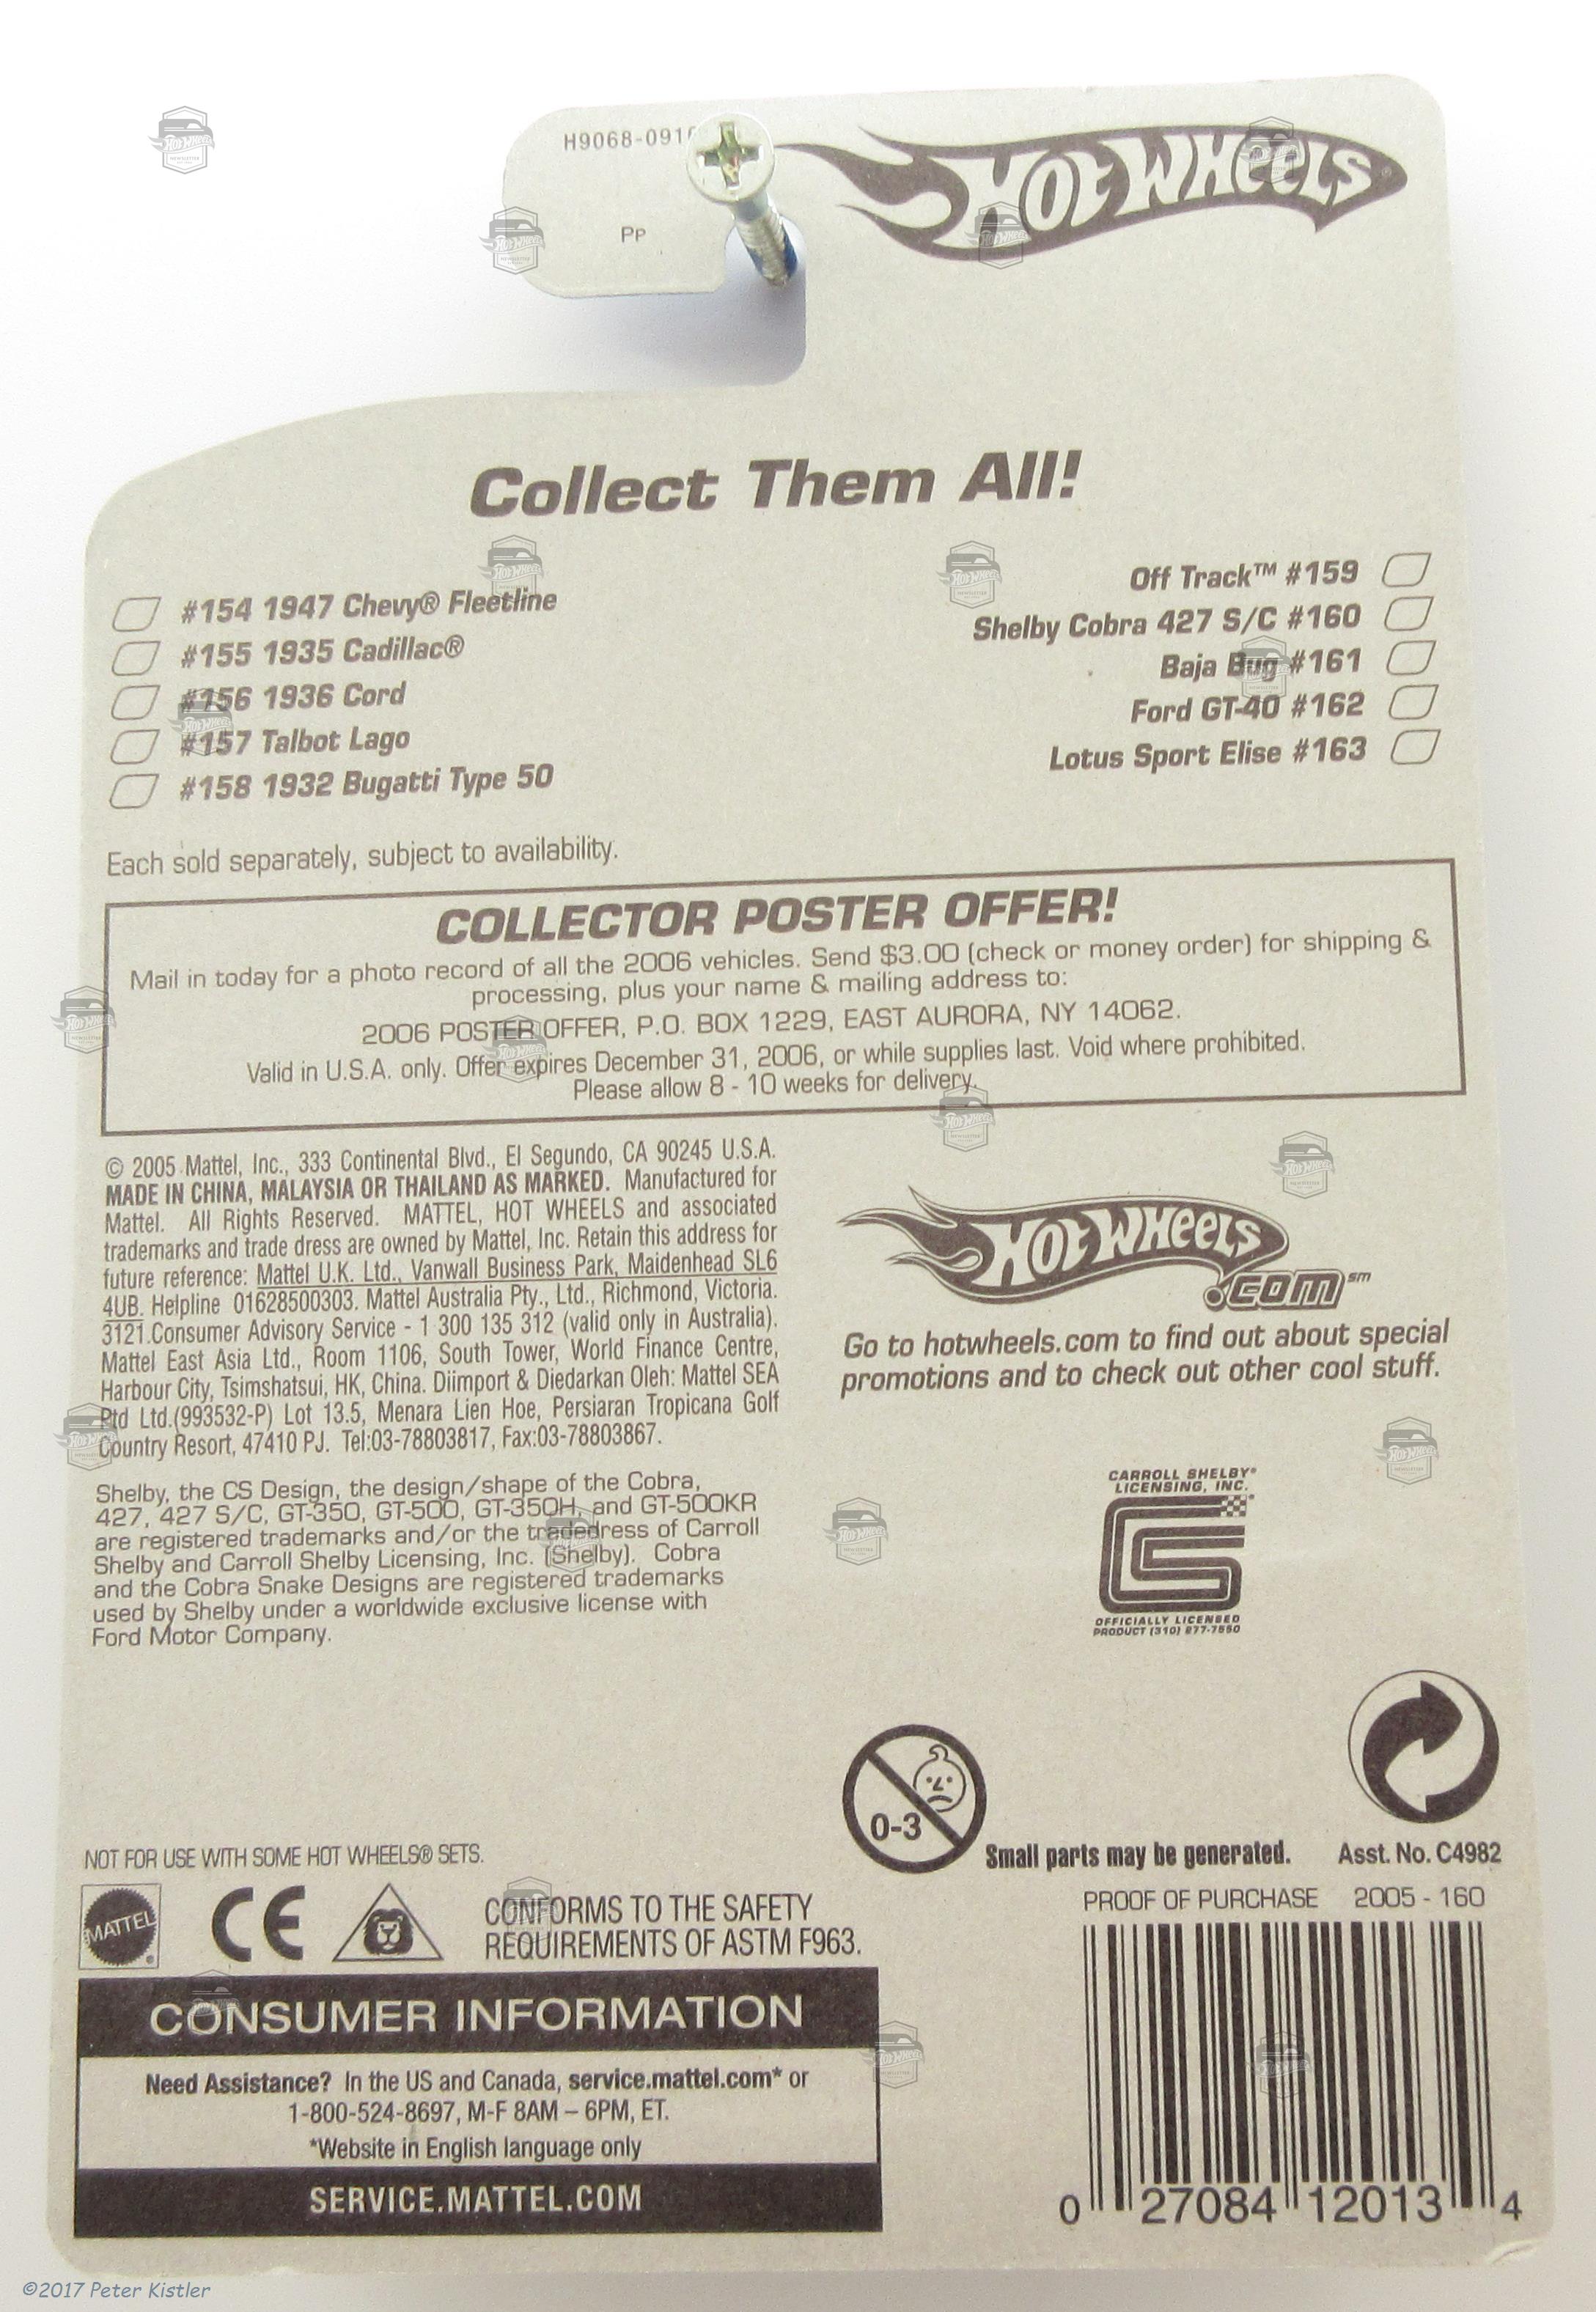 H9068-091
Pp
HOT WHEELS
Collect Them All!
#154 1947 Chevy® Fleetline
#155 1935 Cadillac®
#156 1936 Cord
#157 Talbot Lago
#158 1932 Bugatti Type 50
Off Track™ #159
Shelby Cobra 427 S/C #160
Baja Bug #161
Ford GT-40 #162
Lotus Sport Elise #163
Each sold separately, subject to availability.
COLLECTOR POSTER OFFER!
Mail in today for a photo record of all the 2006 vehicles. Send $3.00 (check or money order) for shipping &
processing, plus your name & mailing address to:
2006 POSTER OFFER, P.O. BOX 1229, EAST AURORA, NY 14062.
Valid in U.S.A. only. Offer expires December 31, 2006, or while supplies last. Void where prohibited.
Please allow 8 - 10 weeks for delivery.
© 2005 Mattel, Inc., 333 Continental Blvd., El Segundo, CA 90245 U.S.A.
MADE IN CHINA, MALAYSIA OR THAILAND AS MARKED. Manufactured for
Mattel. All Rights Reserved. MATTEL, HOT WHEELS and associated
trademarks and trade dress are owned by Mattel, Inc. Retain this address for
future reference: Mattel U.K. Ltd., Vanwall Business Park, Maidenhead SL6
4UB. Helpline 01628500303. Mattel Australia Pty., Ltd., Richmond, Victoria.
3121.Consumer Advisory Service - 1 300 135 312 (valid only in Australia).
Mattel East Asia Ltd., Room 1106, South Tower, World Finance Centre,
Harbour City, Tsimshatsui, HK, China. Diimport & Diedarkan Oleh: Mattel SEA
Ptd Ltd.(993532-P) Lot 13.5, Menara Lien Hoe, Persiaran Tropicana Golf
Country Resort, 47410 PJ. Tel:03-78803817, Fax:03-78803867.
Shelby, the CS Design, the design/shape of the Cobra,
427, 427 S/C, GT-350, GT-500, GT-350H, and GT-500KR
are registered trademarks and/or the tradedress of Carroll
Shelby and Carroll Shelby Licensing, Inc. (Shelby). Cobra
and the Cobra Snake Designs are registered trademarks
used by Shelby under a worldwide exclusive license with
Ford Motor Company.
HOT WHEELS
.COM℠
Go to hotwheels.com to find out about special
promotions and to check out other cool stuff.
CARROLL SHELBY®
LICENSING, INC.
CS
OFFICIALLY LICENSED
PRODUCT (310) 877-7550
0-3
Small parts may be generated.
Asst. No. C4982
NOT FOR USE WITH SOME HOT WHEELS® SETS.
MATTEL
CE
CONFORMS TO THE SAFETY
REQUIREMENTS OF ASTM F963.
PROOF OF PURCHASE 2005 - 160
0 27084 12013 4
CONSUMER INFORMATION
Need Assistance? In the US and Canada, service.mattel.com* or
1-800-524-8697, M-F 8AM – 6PM, ET.
*Website in English language only
SERVICE.MATTEL.COM
©2017 Peter Kistler